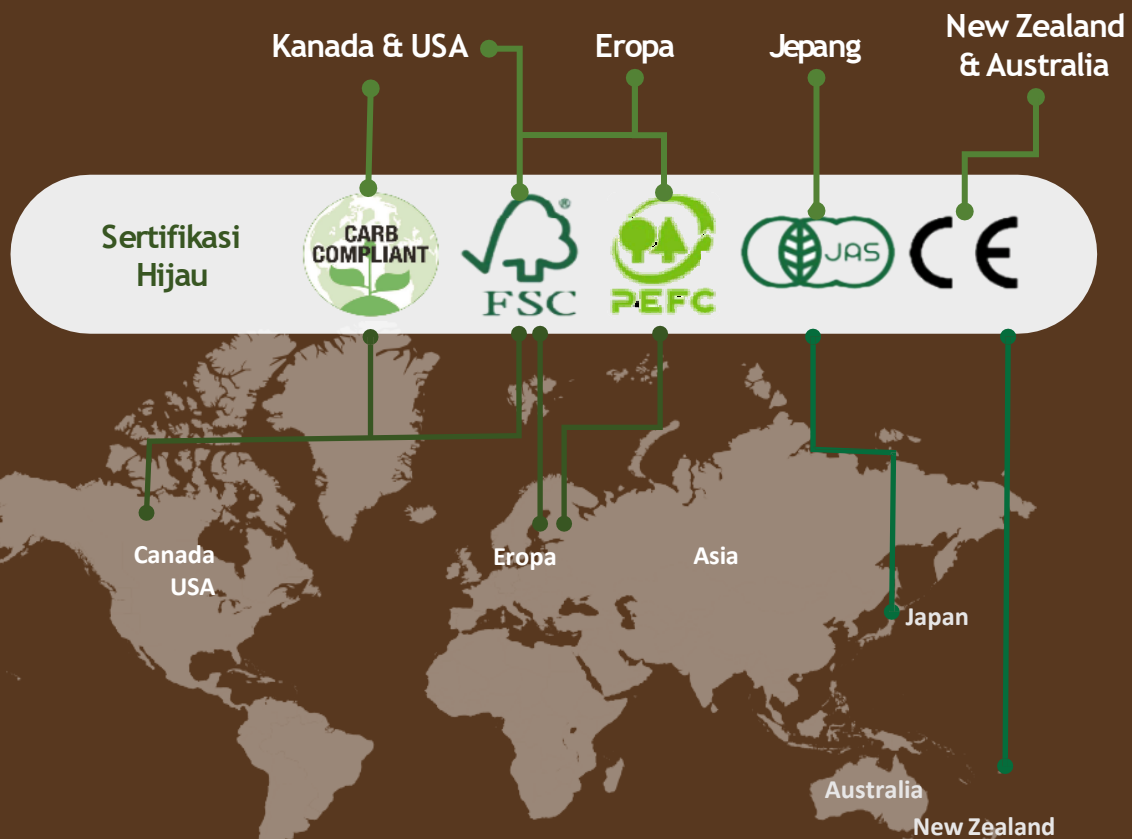 Kanada & USA
Eropa
Jepang
New Zealand
& Australia
Sertifikasi
Hijau
CARB
COMPLIANT
®
FSC
PEFC
JAS
CE
Canada
USA
Eropa
Asia
Japan
Australia
New Zealand